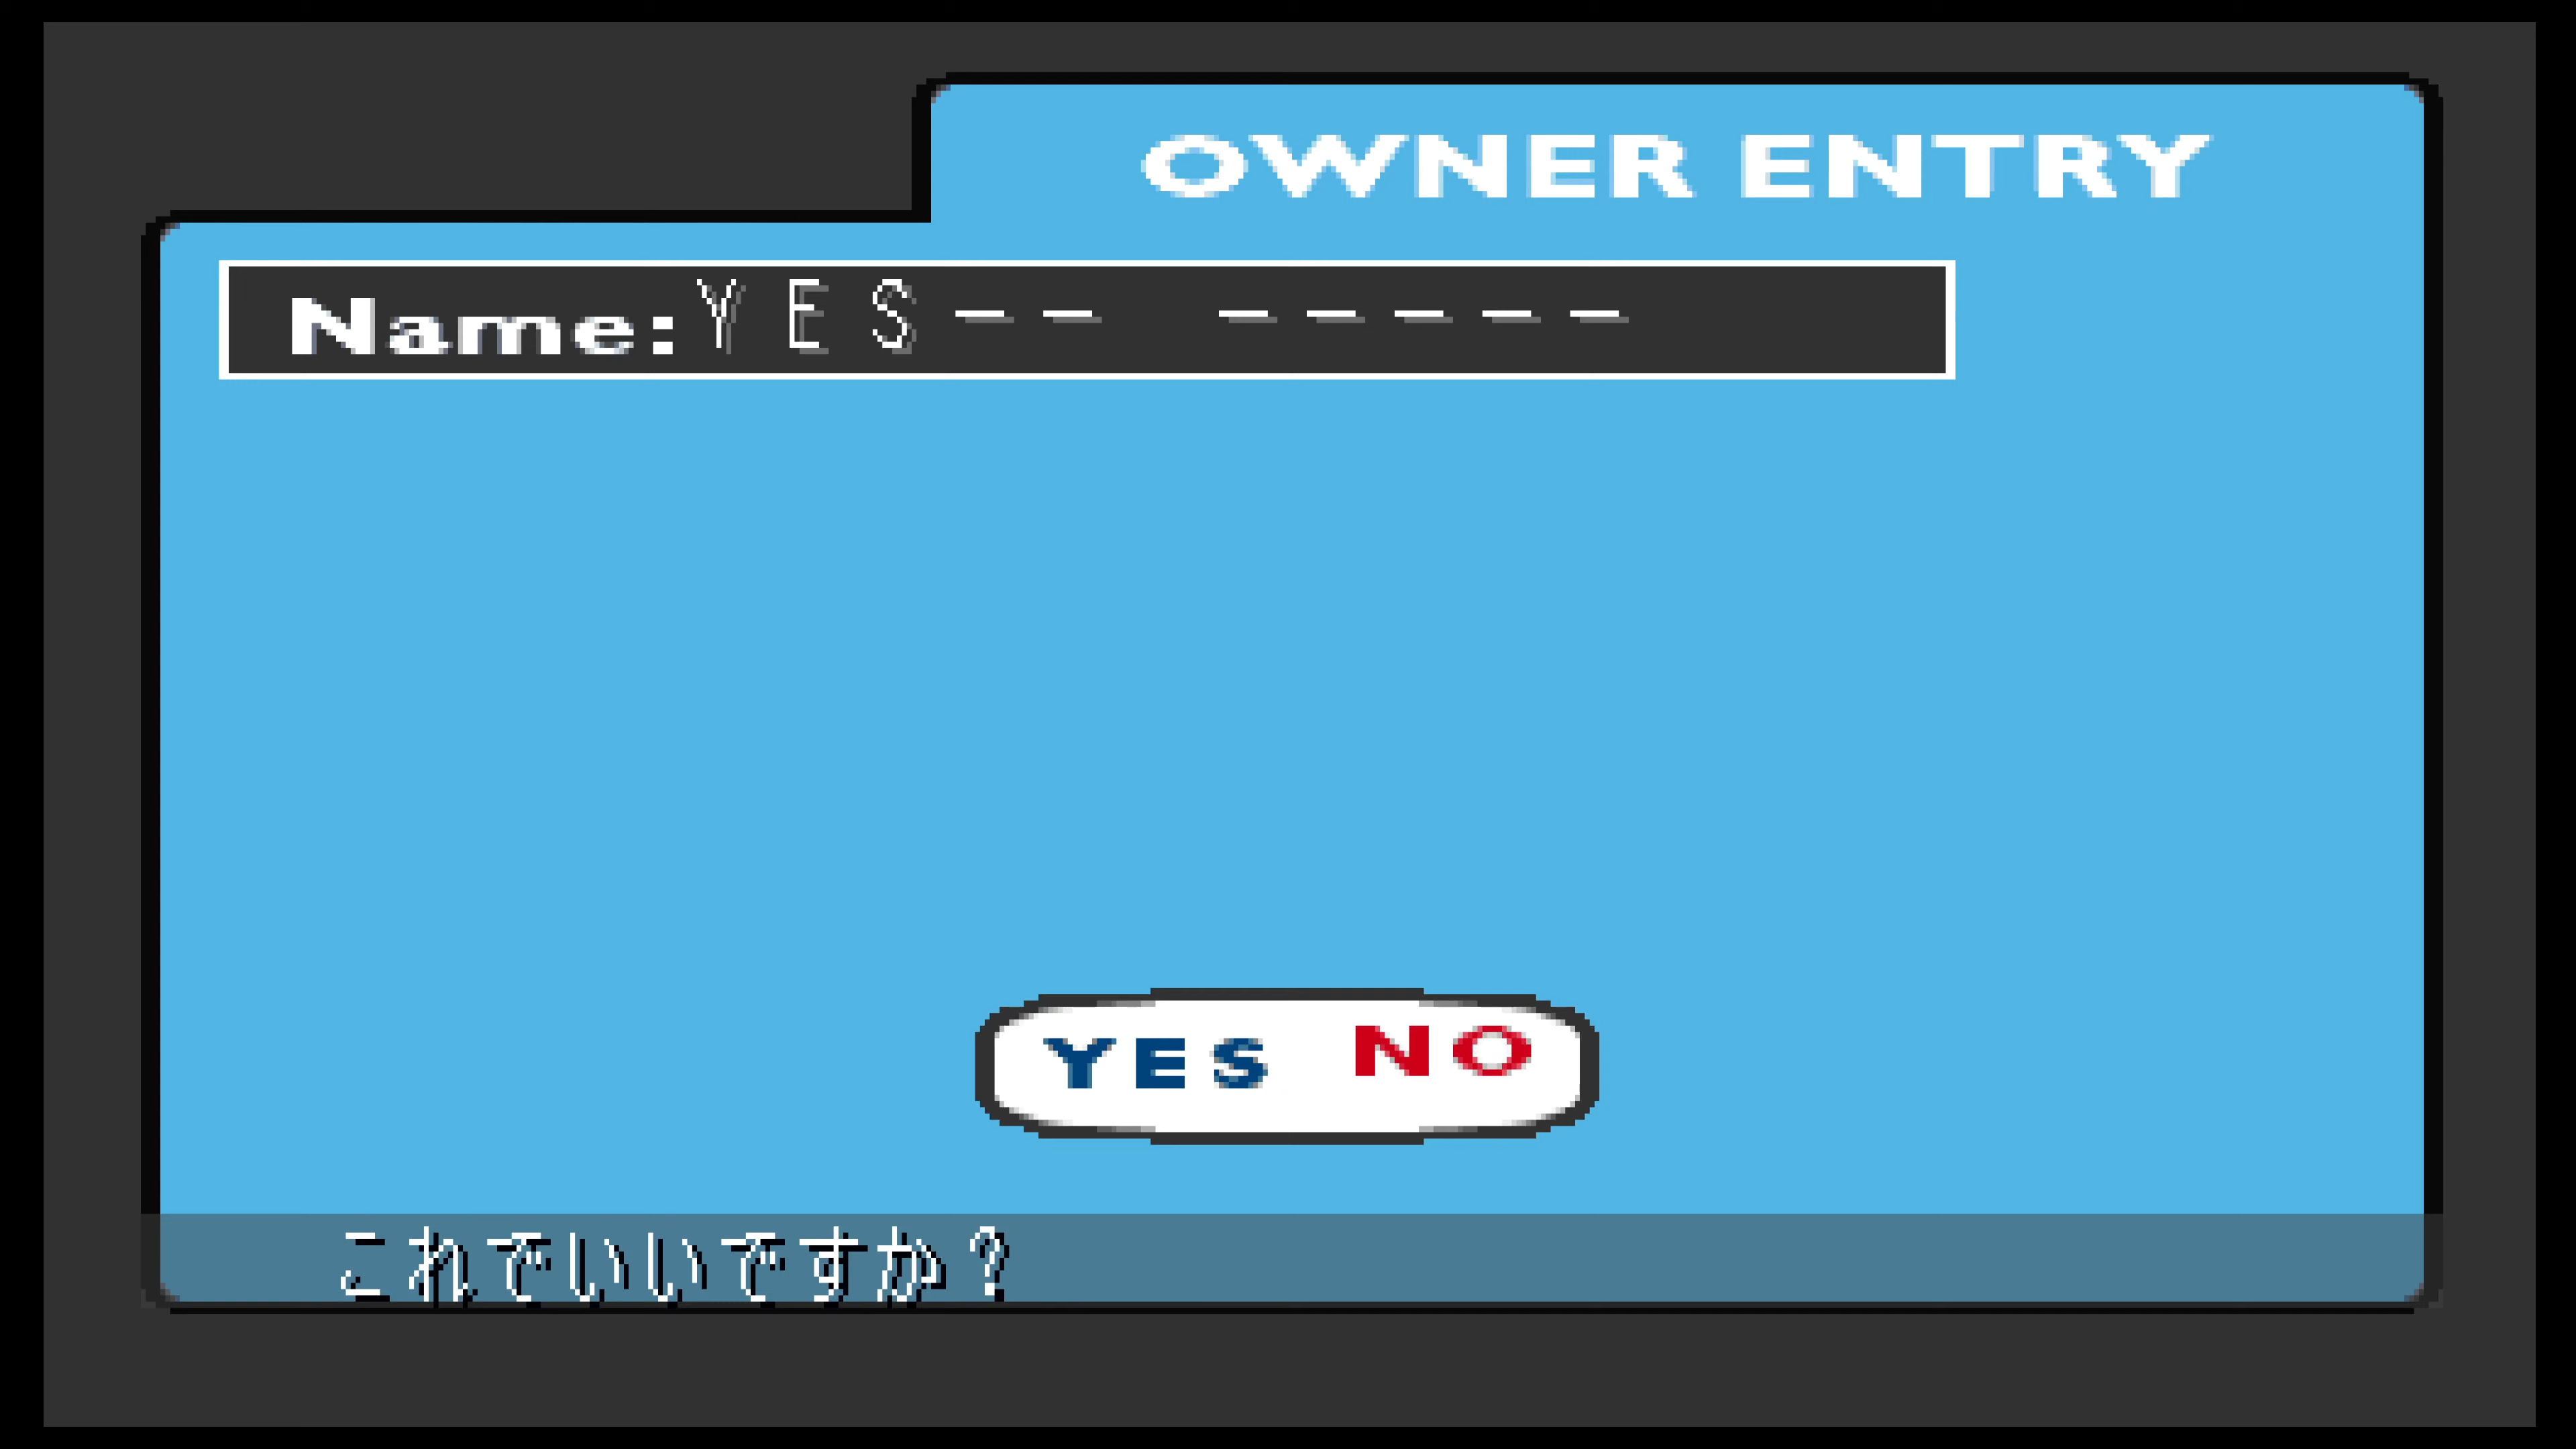 OWNER ENTRY
Name:YES-- -----
YES NO
これでいいですか?